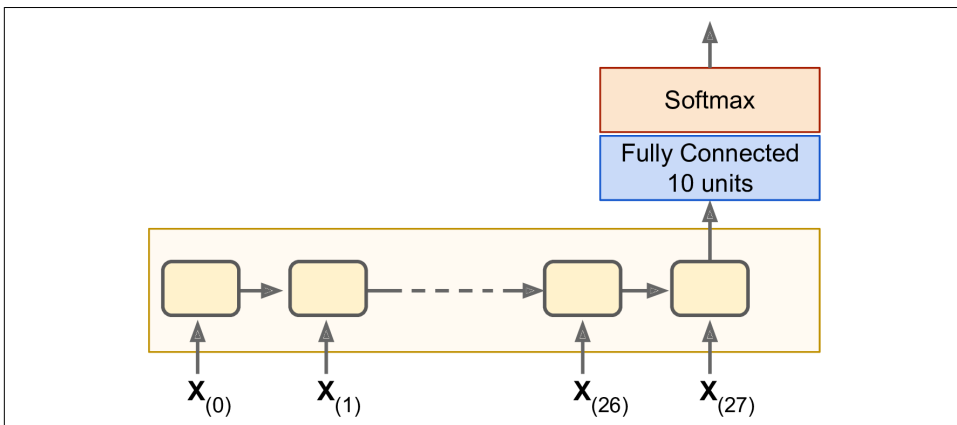 Softmax
Fully Connected
10 units
X(0) X(1) X(26) X(27)